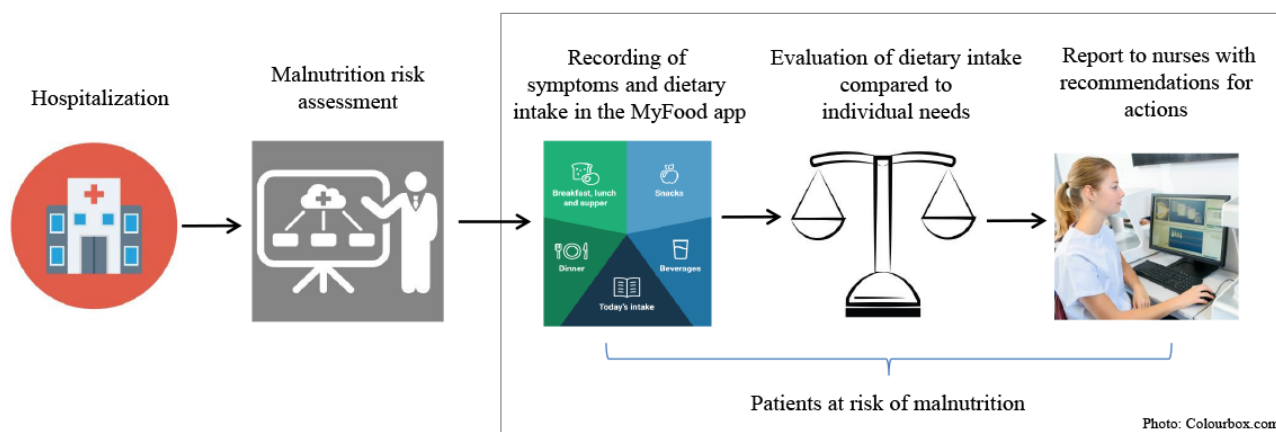 Hospitalization
Malnutrition risk
assessment
Recording of
symptoms and dietary
intake in the MyFood app
Breakfast, lunch
and supper
Snacks
Dinner
Beverages
Today's intake
Evaluation of dietary intake
compared to
individual needs
Report to nurses with
recommendations for
actions
Patients at risk of malnutrition
Photo: Colourbox.com